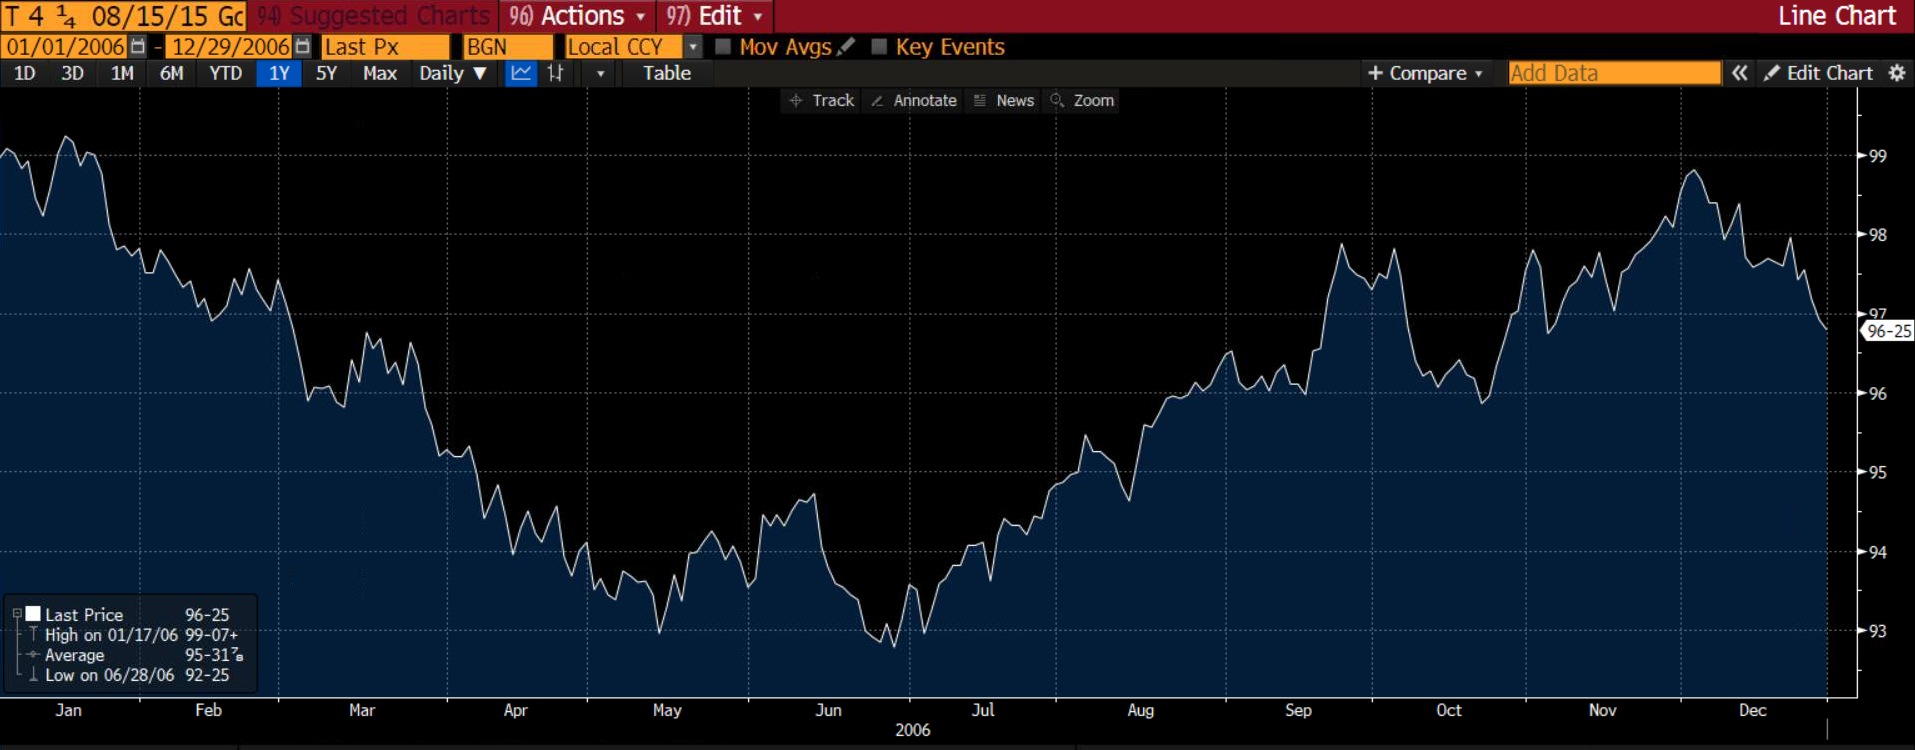 T 4 ¼ 08/15/15 Gc 94) Suggested Charts 96) Actions 97) Edit Line Chart
01/01/2006 - 12/29/2006 Last Px BGN Local CCY Mov Avgs Key Events
1D 3D 1M 6M YTD 1Y 5Y Max Daily ▼ Table + Compare Add Data « Edit Chart
Track Annotate News Zoom
99
98
97
96-25
96
95
94
93
Last Price 96-25
High on 01/17/06 99-07+
Average 95-31⅞
Low on 06/28/06 92-25
Jan Feb Mar Apr May Jun Jul Aug Sep Oct Nov Dec
2006